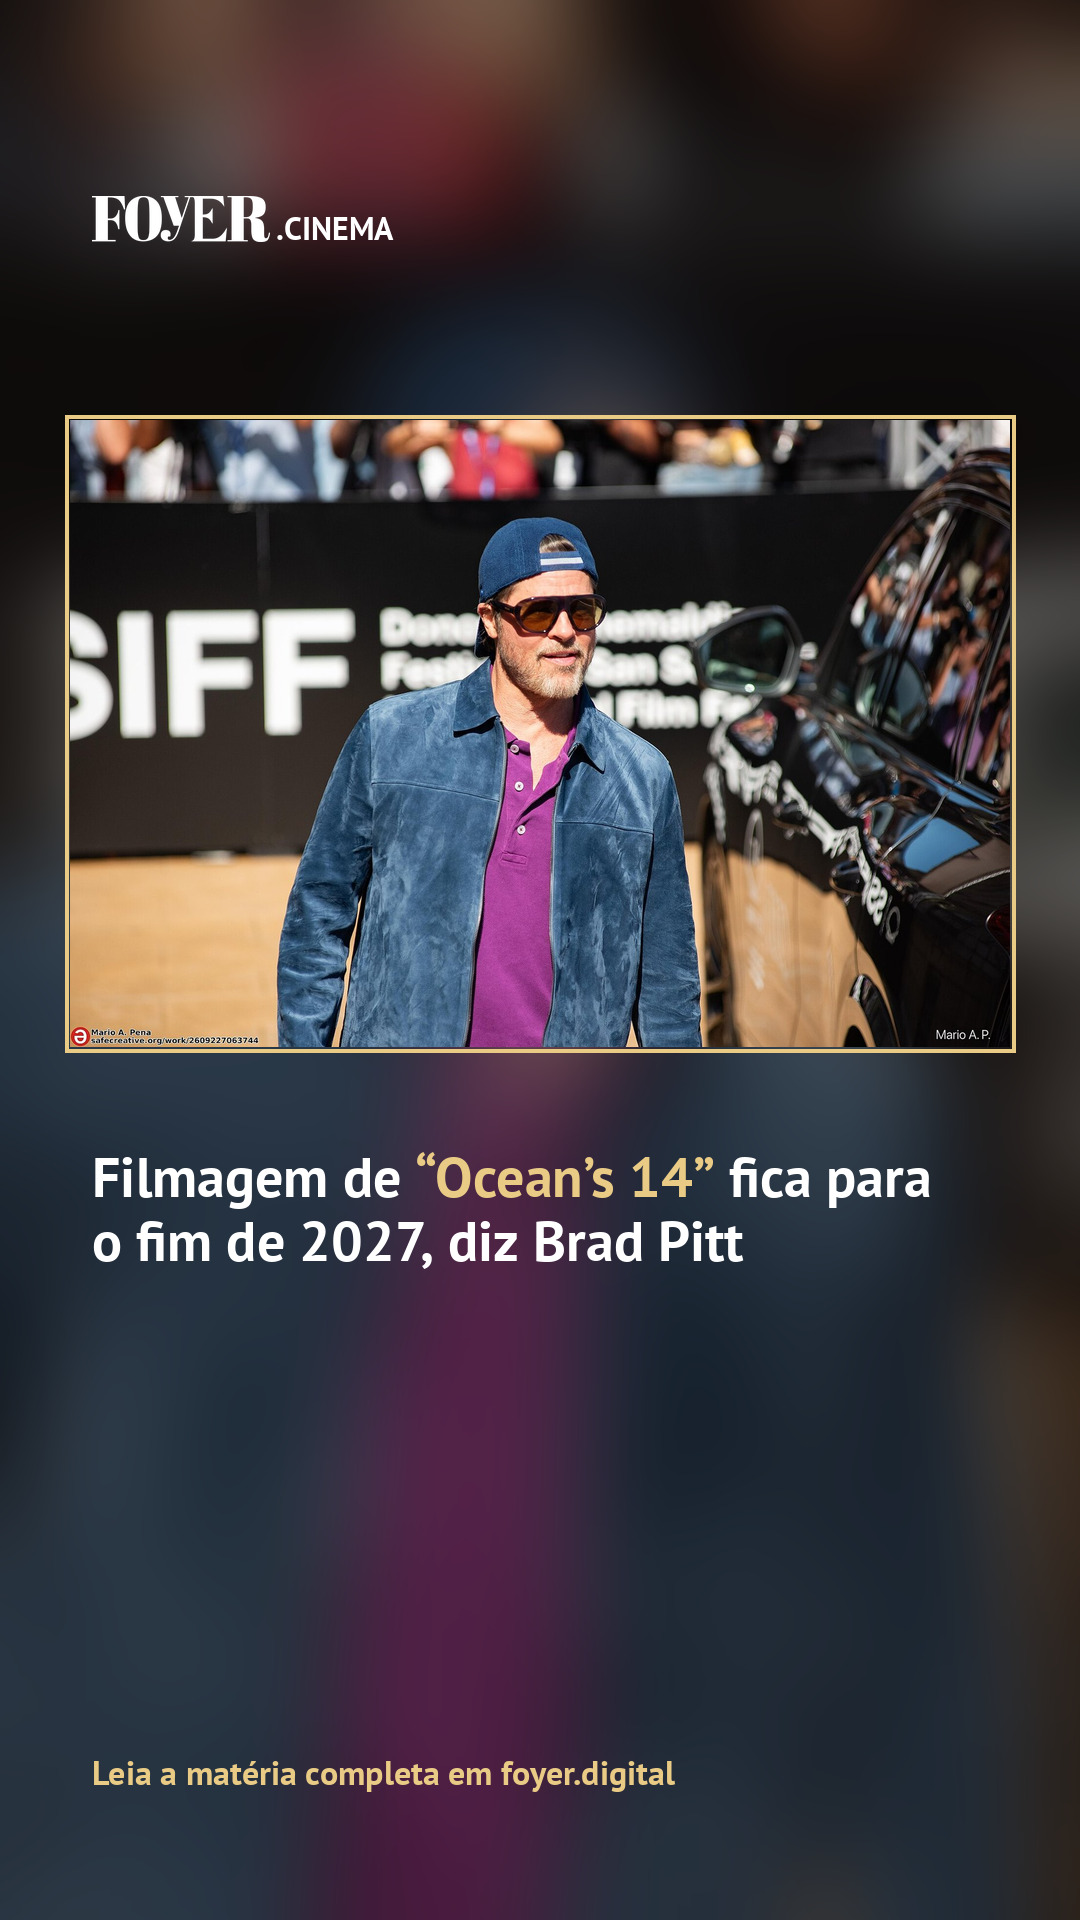 FOYER .CINEMA
SIFF
Mario A. Pena
safecreative.org/work/2609227063744
Mario A. P.
Filmagem de “Ocean’s 14” fica para
o fim de 2027, diz Brad Pitt
Leia a matéria completa em foyer.digital